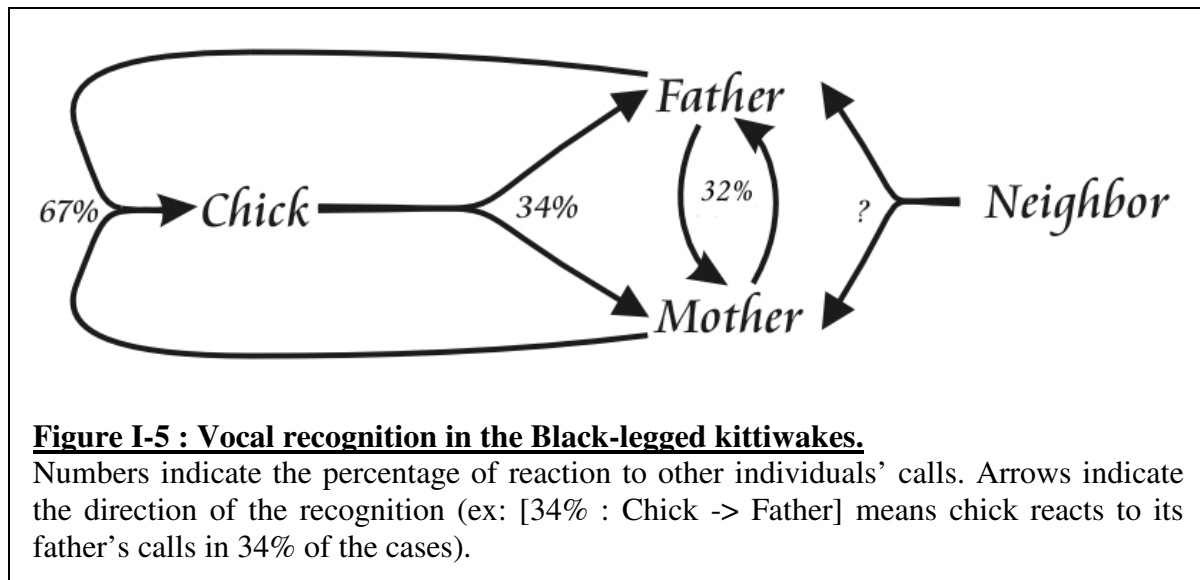 Father
32%
67%
Chick
34%
?
Neighbor
Mother
Figure I-5 : Vocal recognition in the Black-legged kittiwakes.
Numbers indicate the percentage of reaction to other individuals’ calls. Arrows indicate
the direction of the recognition (ex: [34% : Chick -> Father] means chick reacts to its
father’s calls in 34% of the cases).